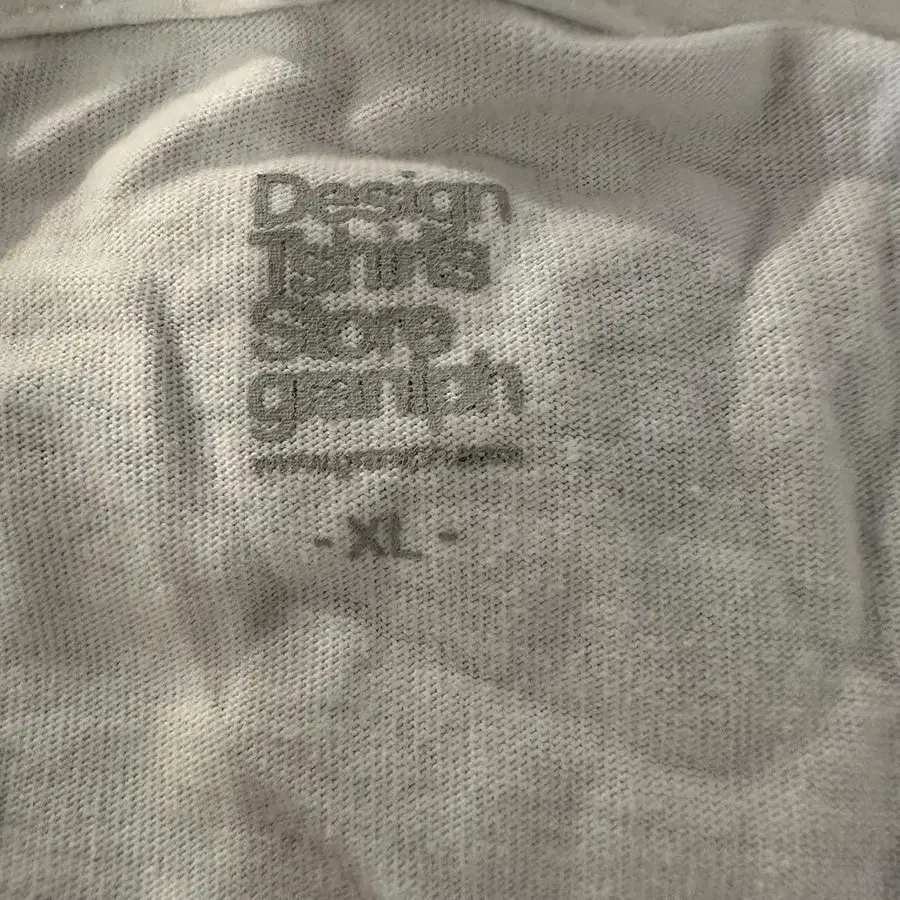 Design
Tshirts
Store
graniph
- XL -